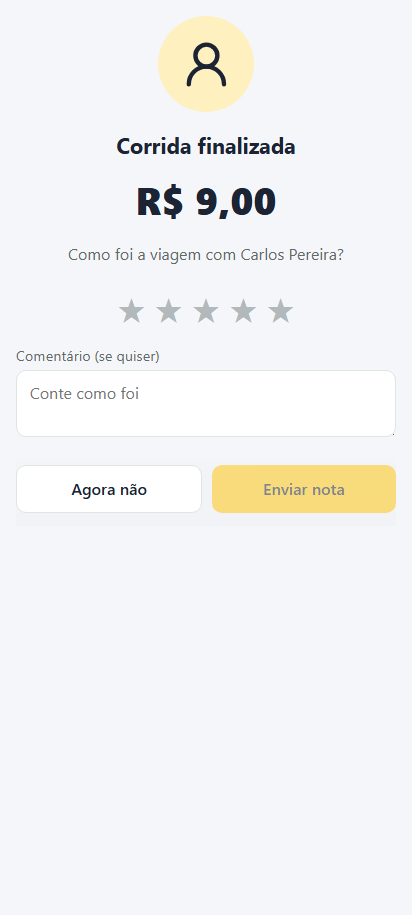 Corrida finalizada
R$ 9,00
Como foi a viagem com Carlos Pereira?
★ ★ ★ ★ ★
Comentário (se quiser)
Conte como foi
Agora não
Enviar nota